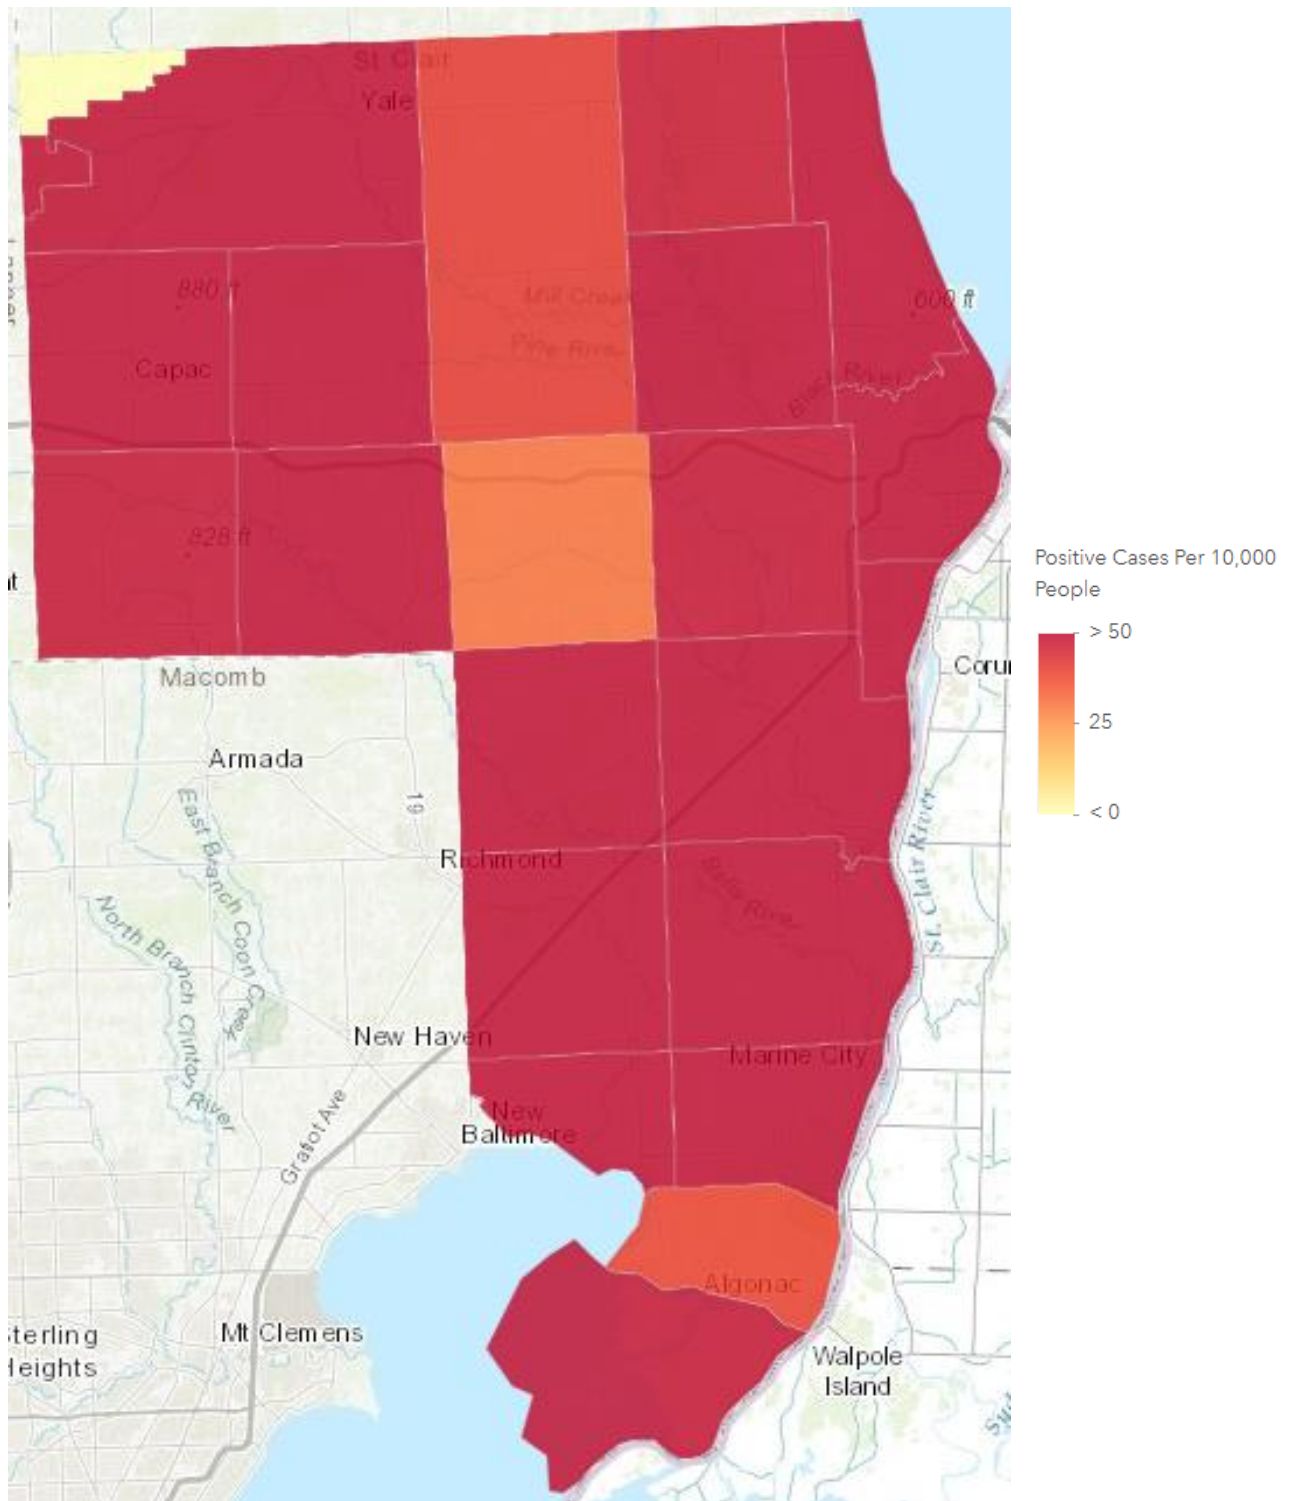 St Clair
Yale
880 ft
Mill Creek
Pine River
600 ft
Capac
Black River
828 ft
Positive Cases Per 10,000
People
> 50
25
< 0
Macomb
Armada
19
East Branch Coon Creek
North Branch Clinton River
Richmond
Belle River
St. Clair River
New Haven
Marine City
Gratiot Ave
New
Baltimore
Algonac
Mt Clemens
Sterling
Heights
Walpole
Island